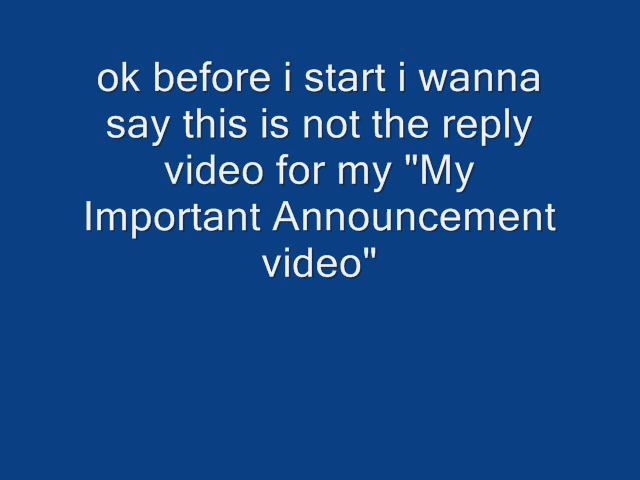 ok before i start i wanna
say this is not the reply
video for my "My
Important Announcement
video"